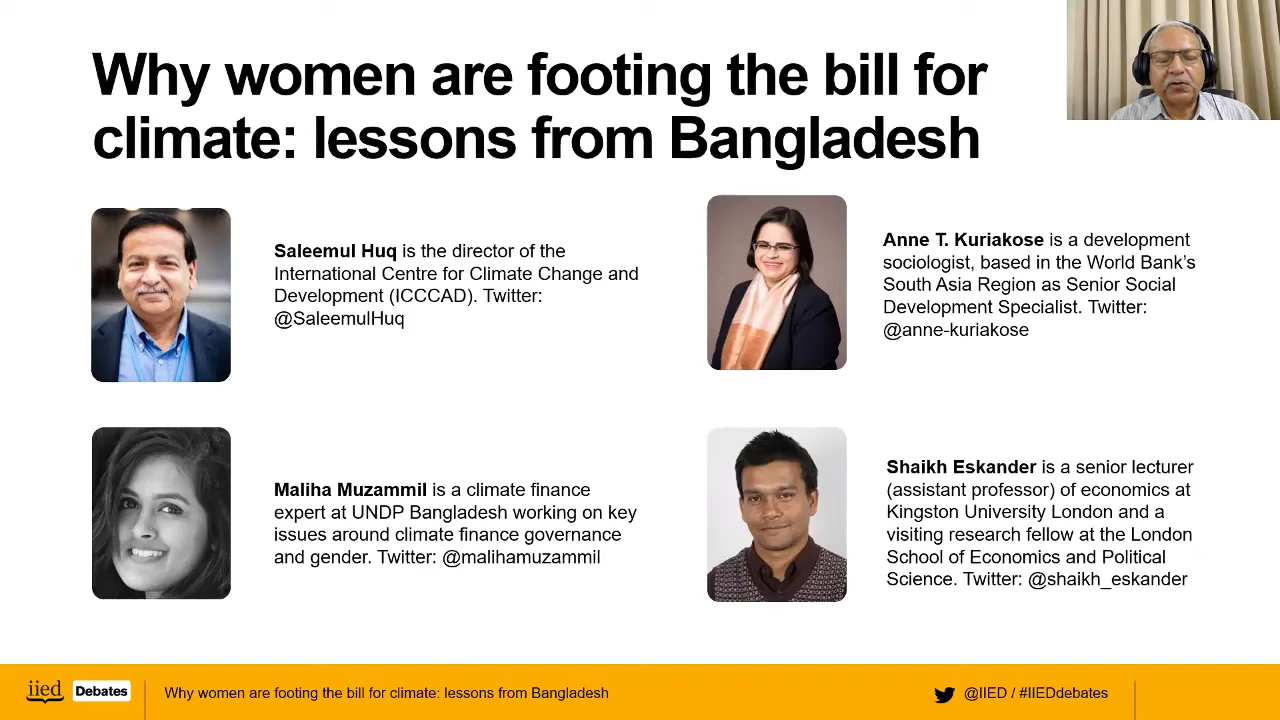 Why women are footing the bill for
climate: lessons from Bangladesh
Saleemul Huq is the director of the
International Centre for Climate Change and
Development (ICCCAD). Twitter:
@SaleemulHuq
Anne T. Kuriakose is a development
sociologist, based in the World Bank’s
South Asia Region as Senior Social
Development Specialist. Twitter:
@anne-kuriakose
Maliha Muzammil is a climate finance
expert at UNDP Bangladesh working on key
issues around climate finance governance
and gender. Twitter: @malihamuzammil
Shaikh Eskander is a senior lecturer
(assistant professor) of economics at
Kingston University London and a
visiting research fellow at the London
School of Economics and Political
Science. Twitter: @shaikh_eskander
iied Debates
Why women are footing the bill for climate: lessons from Bangladesh
@IIED / #IIEDdebates